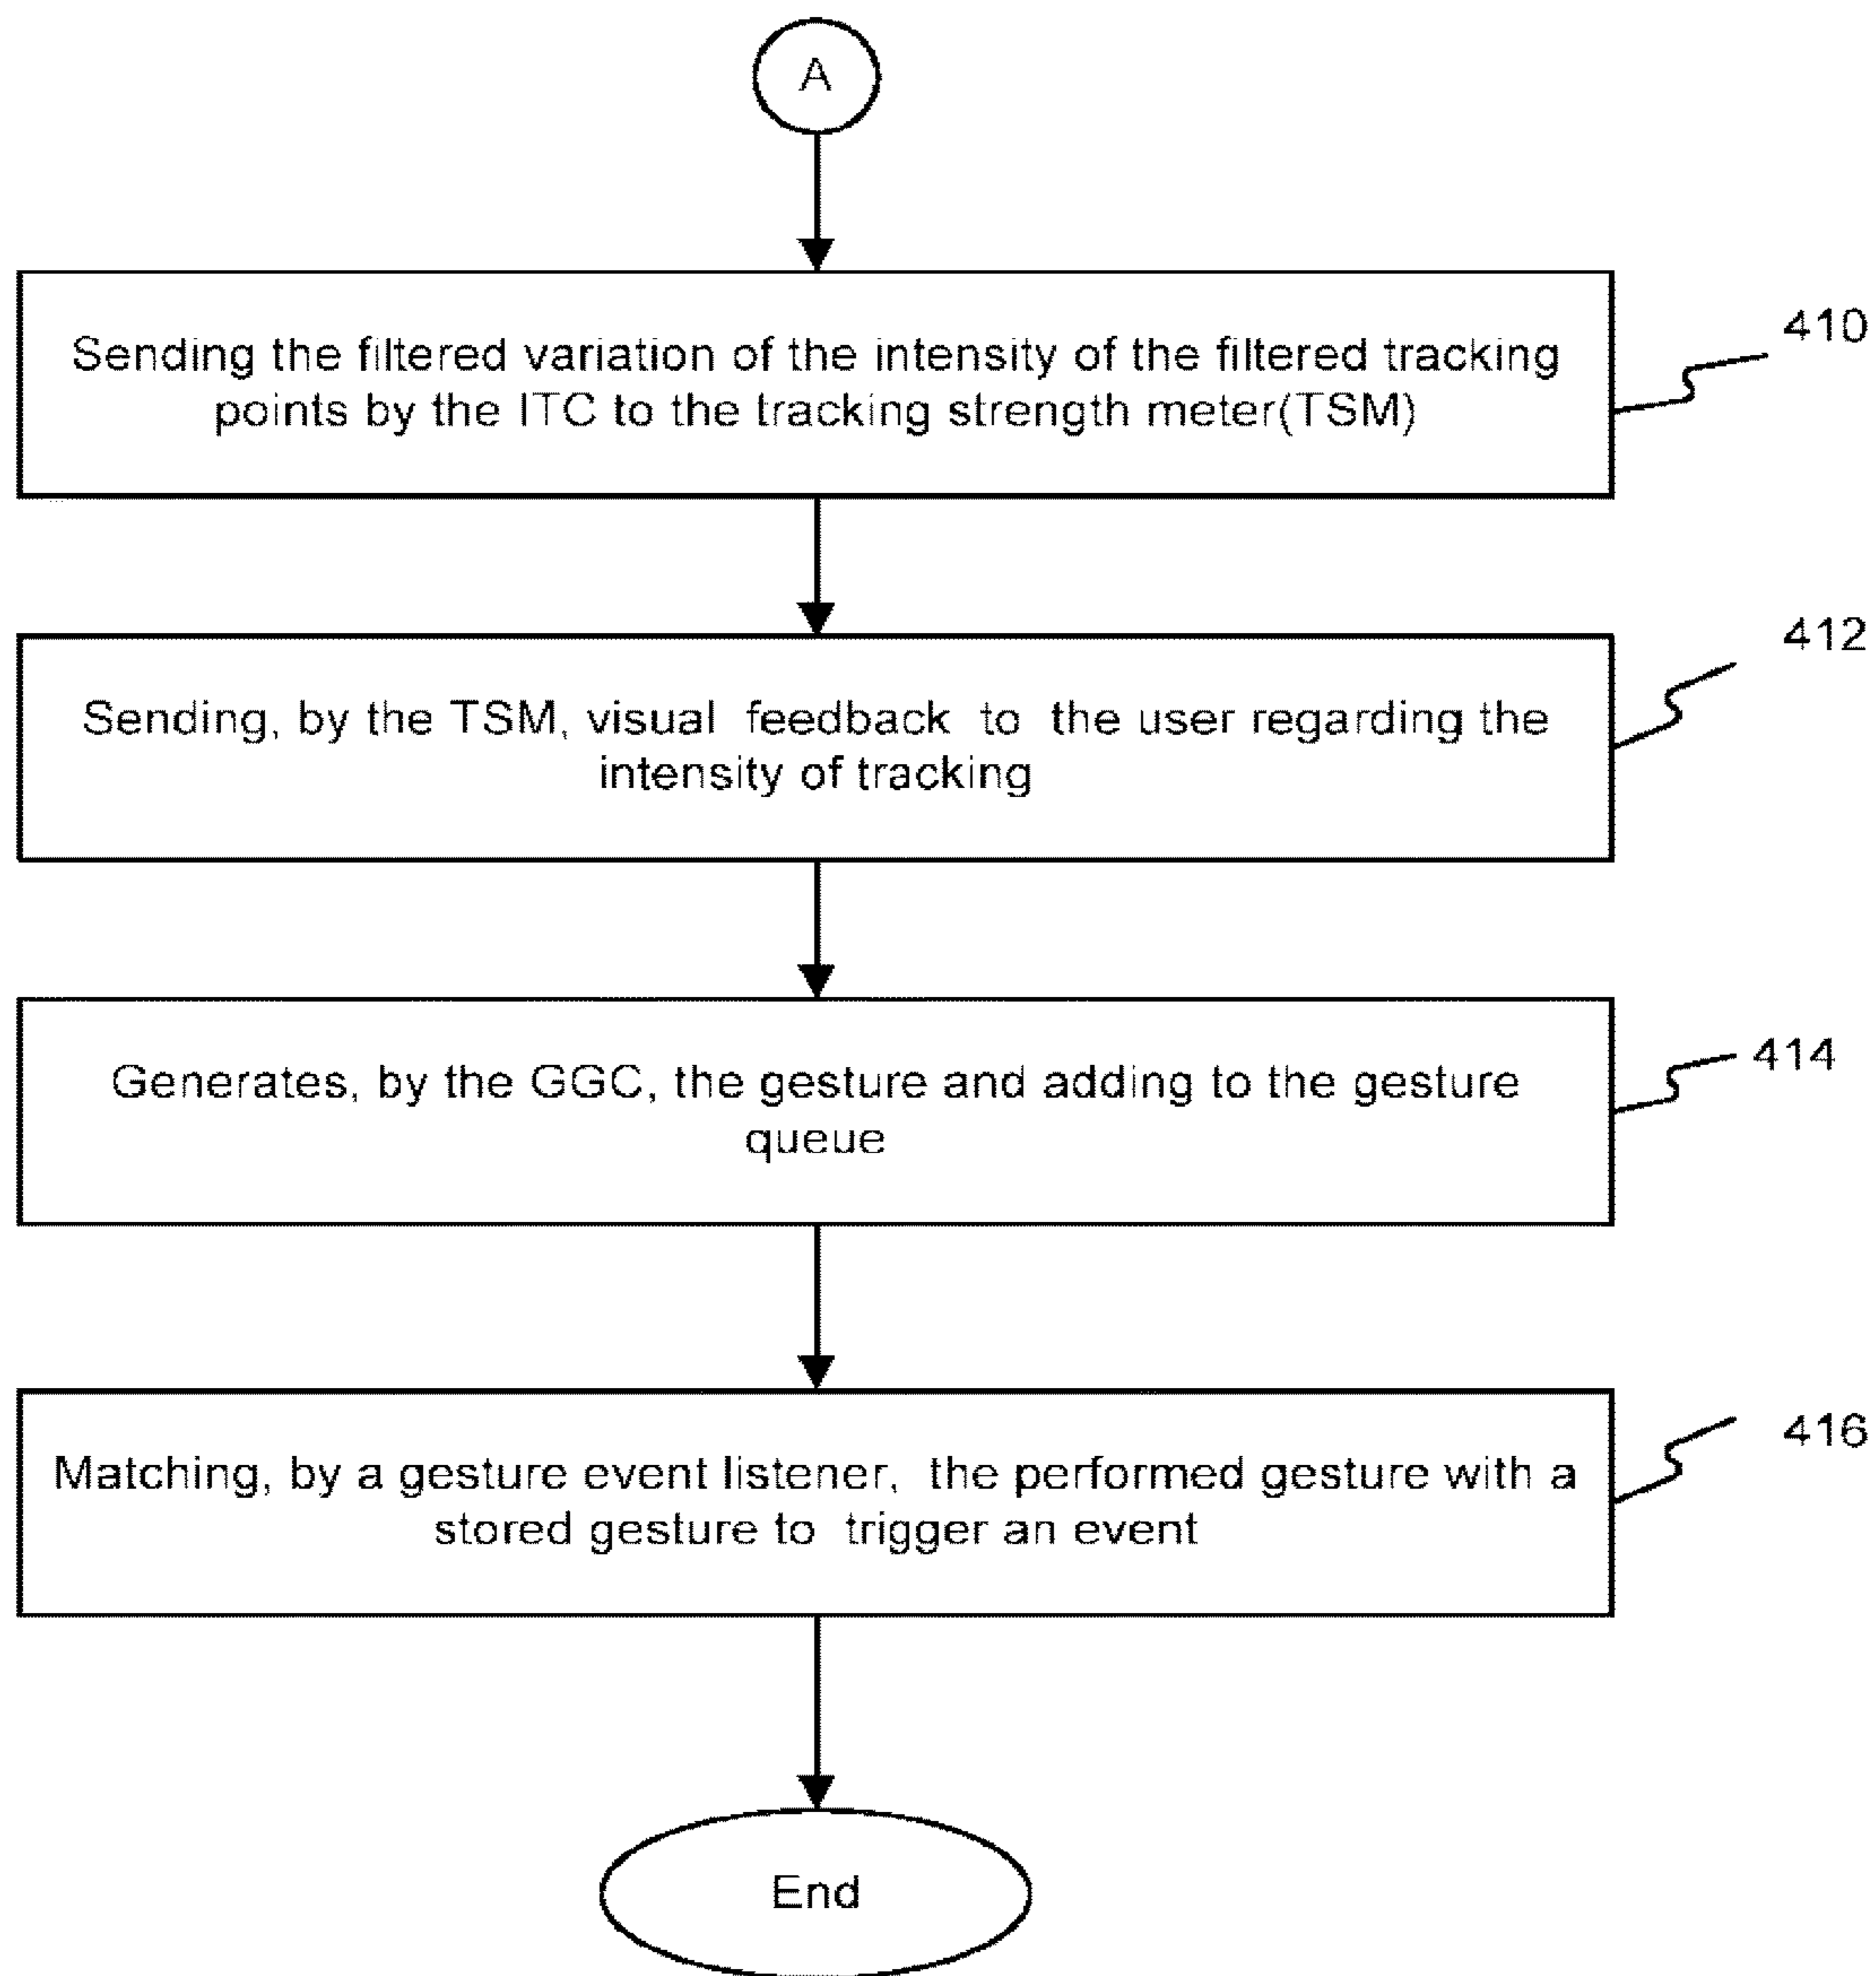 A
Sending the filtered variation of the intensity of the filtered tracking
points by the ITC to the tracking strength meter(TSM)
410
Sending, by the TSM, visual feedback to the user regarding the
intensity of tracking
412
Generates, by the GGC, the gesture and adding to the gesture
queue
414
Matching, by a gesture event listener, the performed gesture with a
stored gesture to trigger an event
416
End